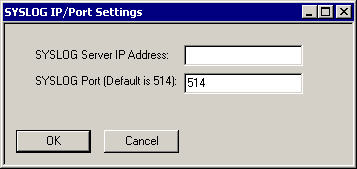 SYSLOG IP/Port Settings
SYSLOG Server IP Address:
SYSLOG Port (Default is 514): 514
OK Cancel